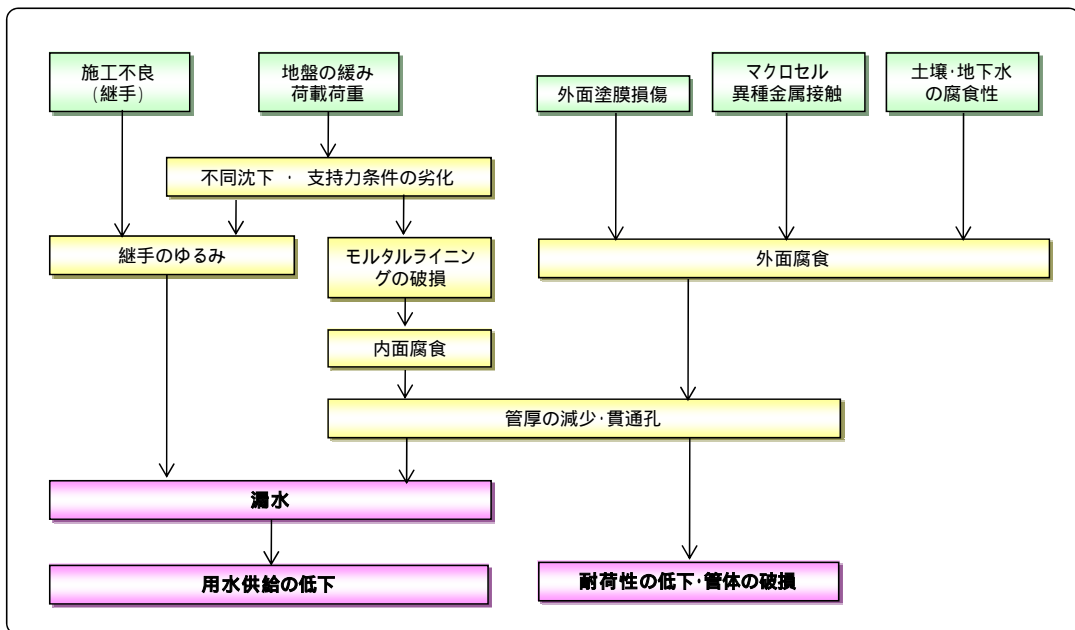 施工不良
(継手)
地盤の緩み
荷載荷重
外面塗膜損傷
マクロセル
異種金属接触
土壌・地下水
の腐食性
不同沈下 ・ 支持力条件の劣化
継手のゆるみ
モルタルライニン
グの破損
外面腐食
内面腐食
管厚の減少・貫通孔
漏水
用水供給の低下
耐荷性の低下・管体の破損